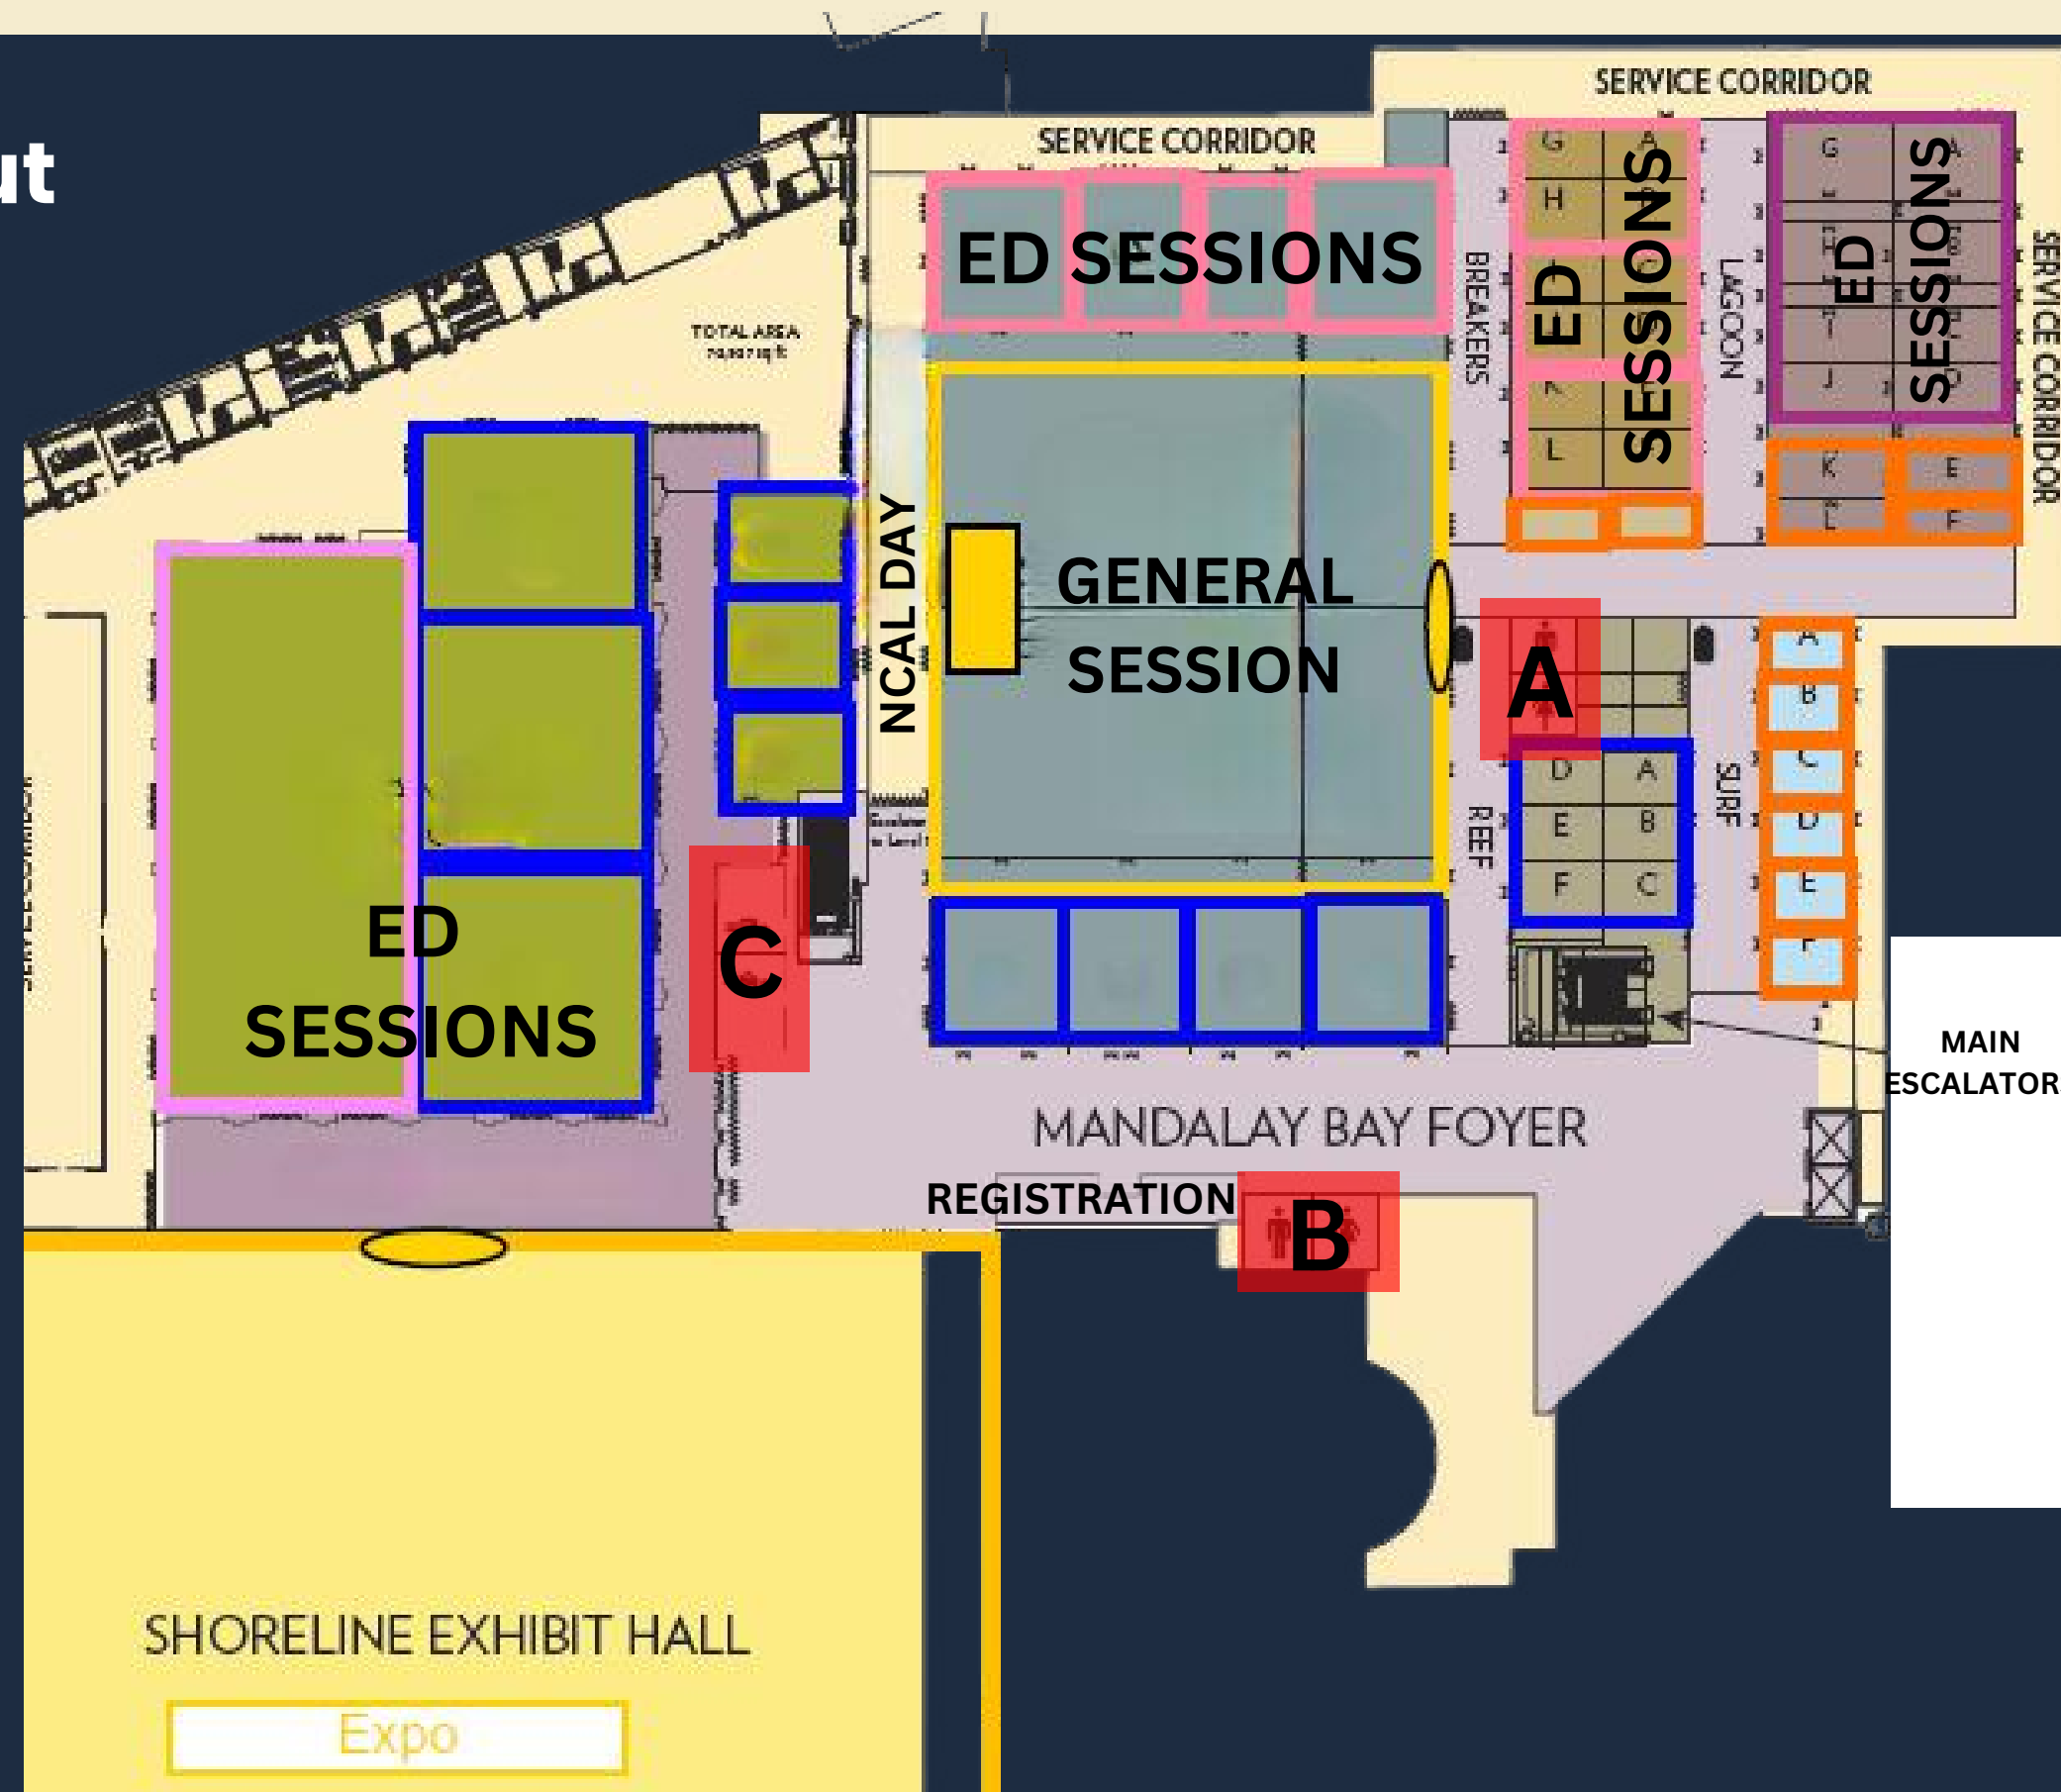 ut
SERVICE CORRIDOR
SERVICE CORRIDOR
TOTAL AREA
ED SESSIONS
BREAKERS
G
H
L
ED
SESSIONS
LAGOON
G
A
I
J
ED
SESSIONS
K
E
L
F
SERVICE CORRIDOR
NCAL DAY
GENERAL
SESSION
A
D
A
E
B
F
C
REEF
SURF
A
B
C
D
E
ED
SESSIONS
C
MAIN
ESCALATOR
MANDALAY BAY FOYER
REGISTRATION
B
SHORELINE EXHIBIT HALL
Expo